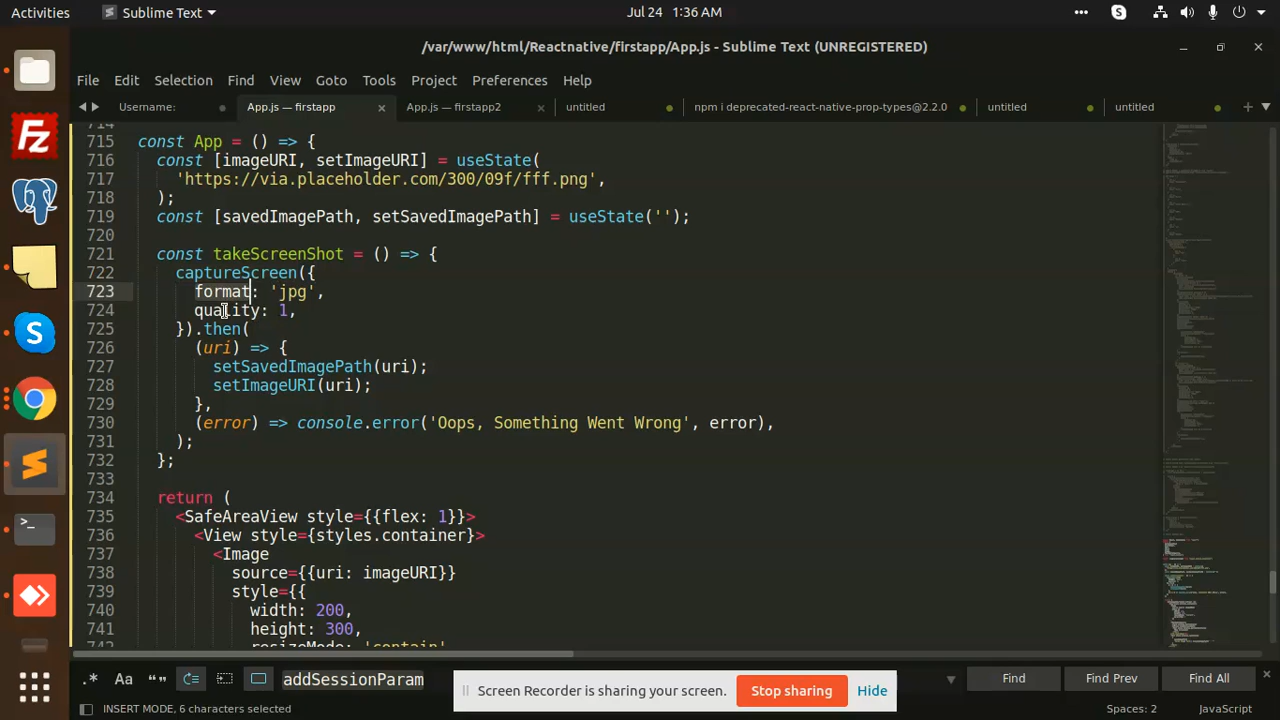 Activities Sublime Text Jul 24 1:36 AM
/var/www/html/Reactnative/firstapp/App.js - Sublime Text (UNREGISTERED)
File Edit Selection Find View Goto Tools Project Preferences Help
Username: App.js — firstapp App.js — firstapp2 untitled npm i deprecated-react-native-prop-types@2.2.0 untitled untitled
714
715 const App = () => {
716 const [imageURI, setImageURI] = useState(
717 'https://via.placeholder.com/300/09f/fff.png',
718 );
719 const [savedImagePath, setSavedImagePath] = useState('');
720
721 const takeScreenShot = () => {
722 captureScreen({
723 format: 'jpg',
724 quality: 1,
725 }).then(
726 (uri) => {
727 setSavedImagePath(uri);
728 setImageURI(uri);
729 },
730 (error) => console.error('Oops, Something Went Wrong', error),
731 );
732 };
733
734 return (
735 <SafeAreaView style={{flex: 1}}>
736 <View style={styles.container}>
737 <Image
738 source={{uri: imageURI}}
739 style={{
740 width: 200,
741 height: 300,
742 resizeMode: 'contain'
.* Aa “” addSessionParam Find Find Prev Find All
Screen Recorder is sharing your screen. Stop sharing Hide
INSERT MODE, 6 characters selected Spaces: 2 JavaScript